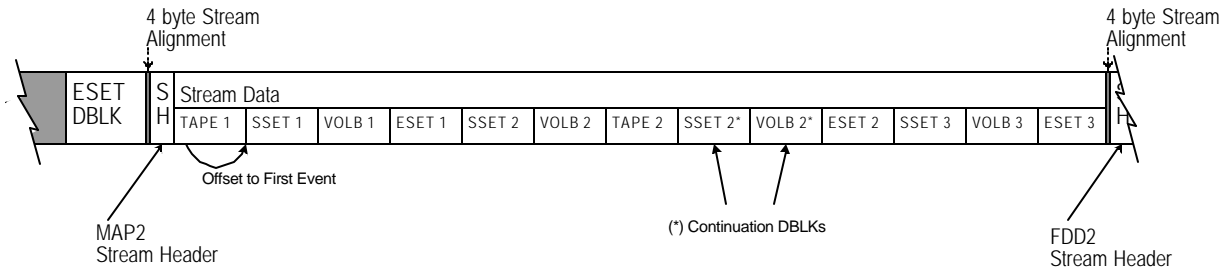 4 byte Stream
Alignment
4 byte Stream
Alignment
ESET
DBLK
S
H
Stream Data
TAPE 1 SSET 1 VOLB 1 ESET 1 SSET 2 VOLB 2 TAPE 2 SSET 2* VOLB 2* ESET 2 SSET 3 VOLB 3 ESET 3
H
Offset to First Event
(*) Continuation DBLKs
MAP2
Stream Header
FDD2
Stream Header